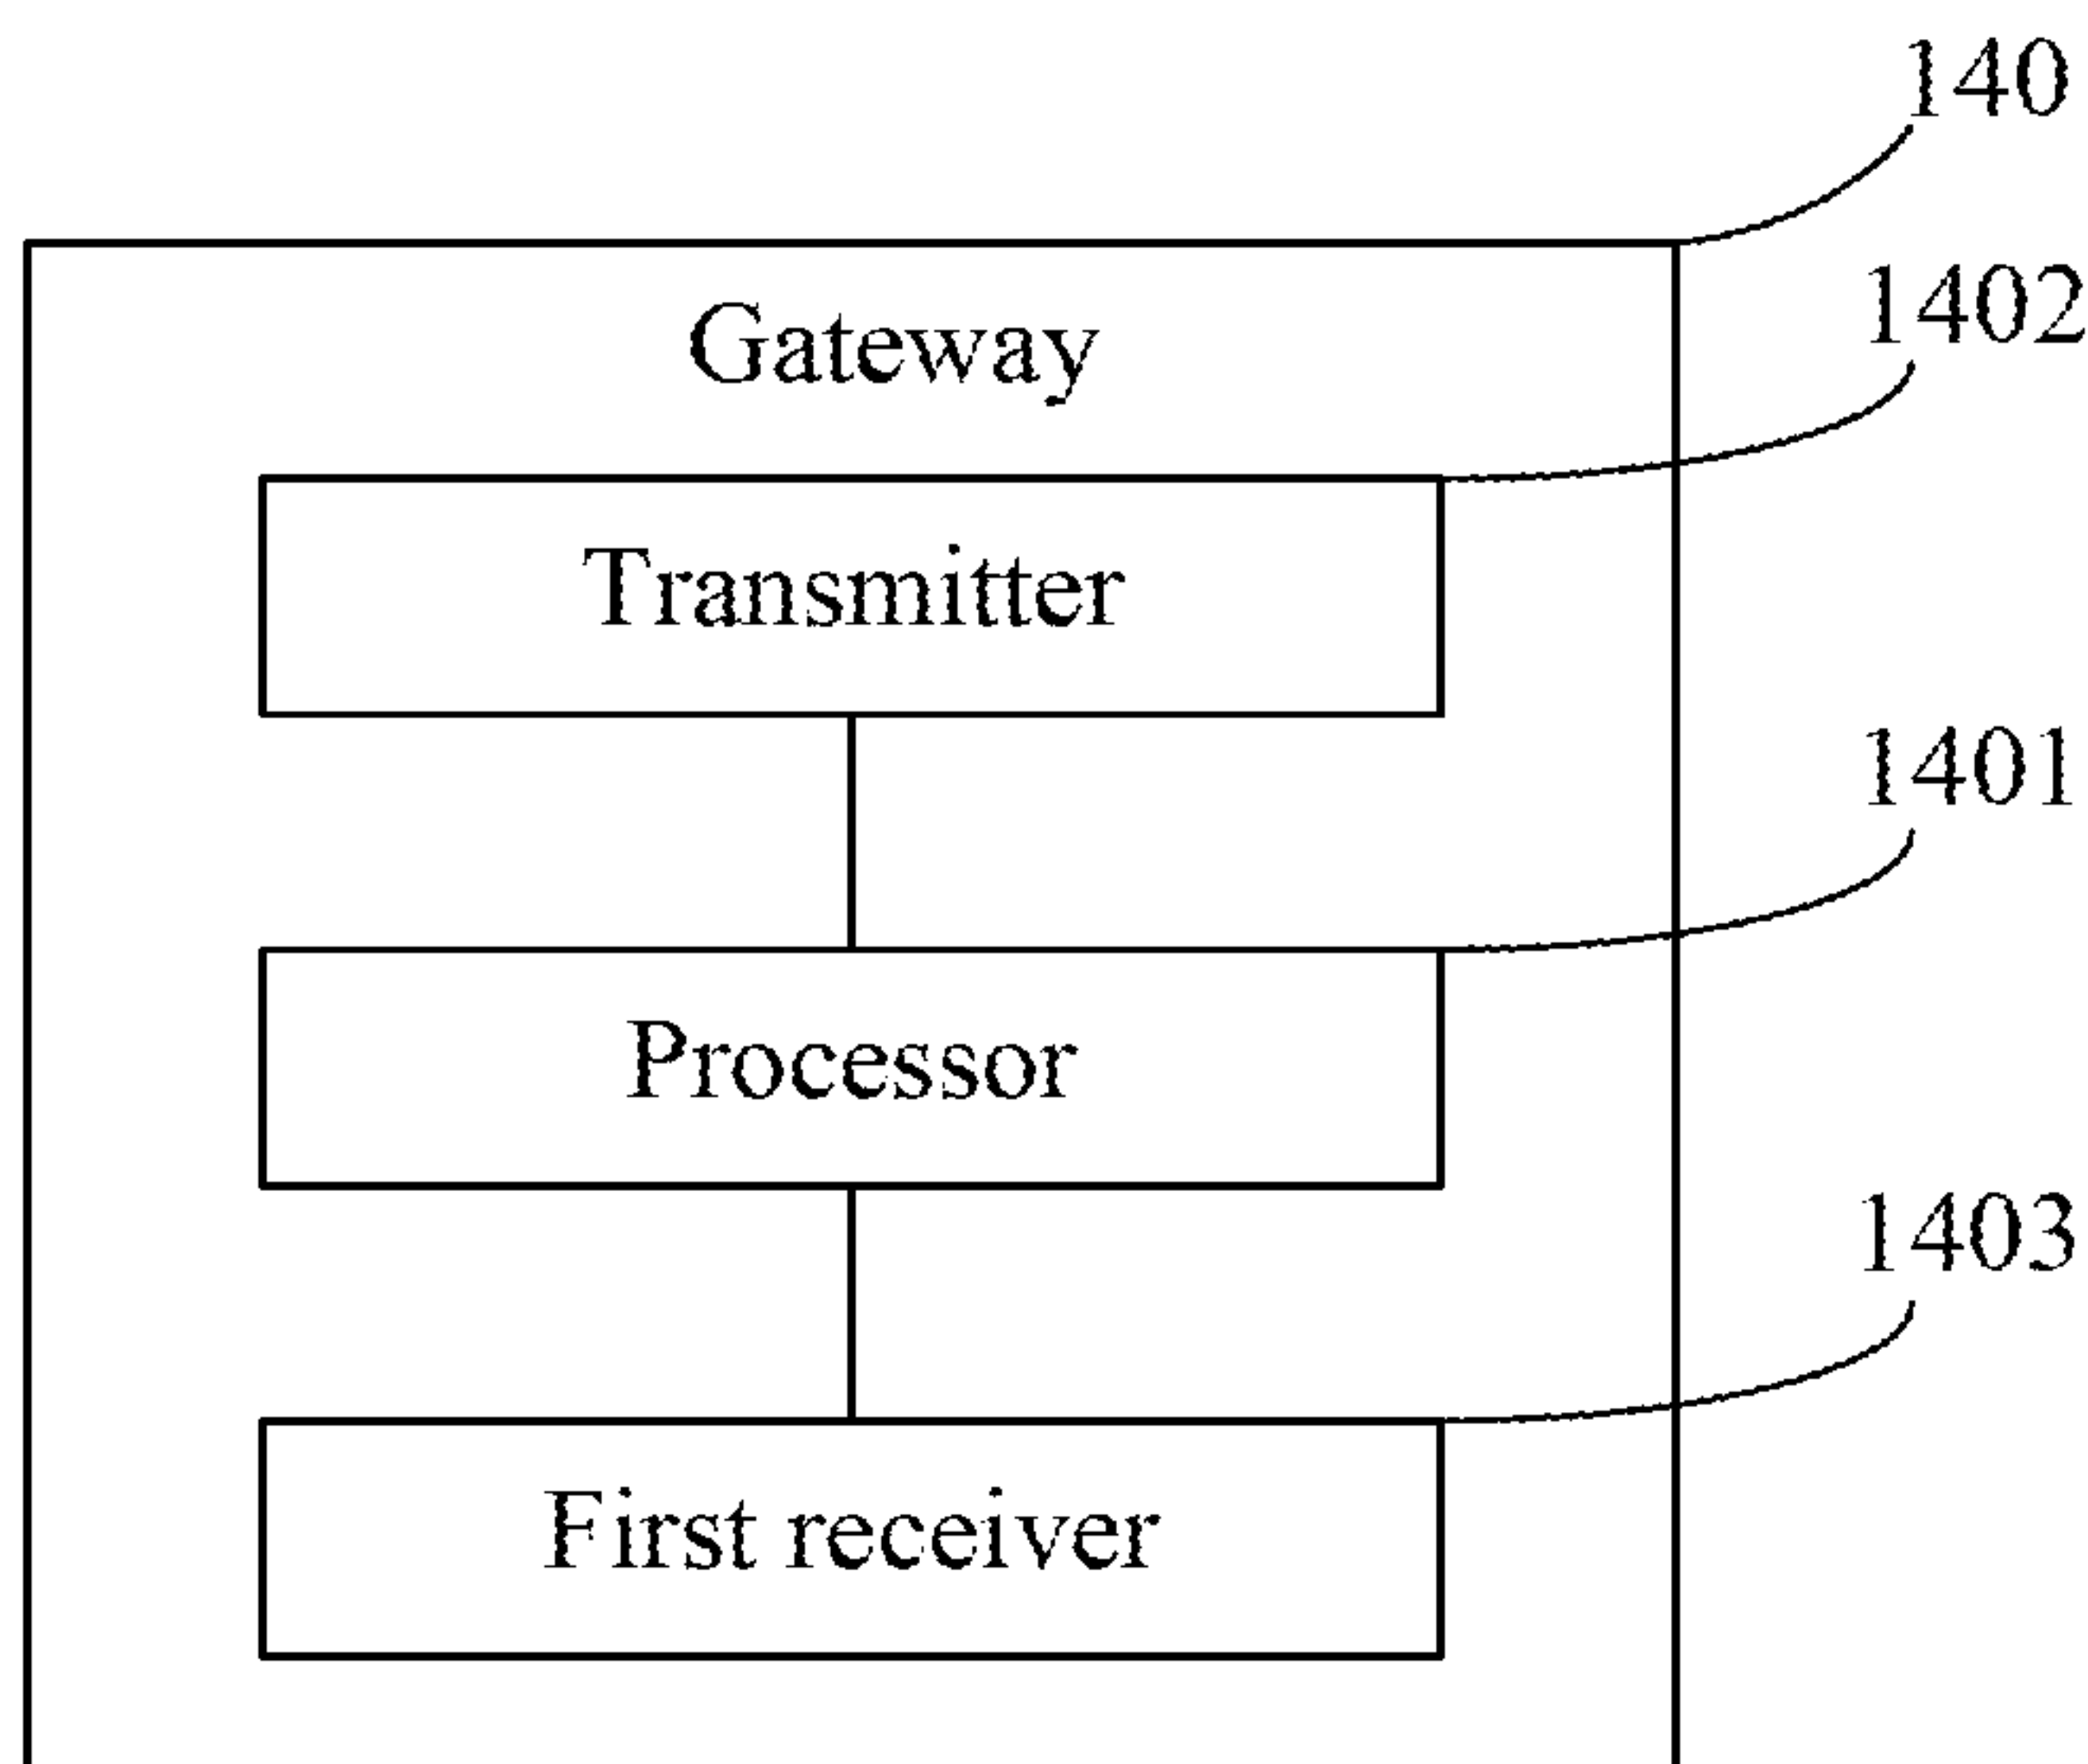 140
Gateway
1402
Transmitter
1401
Processor
1403
First receiver